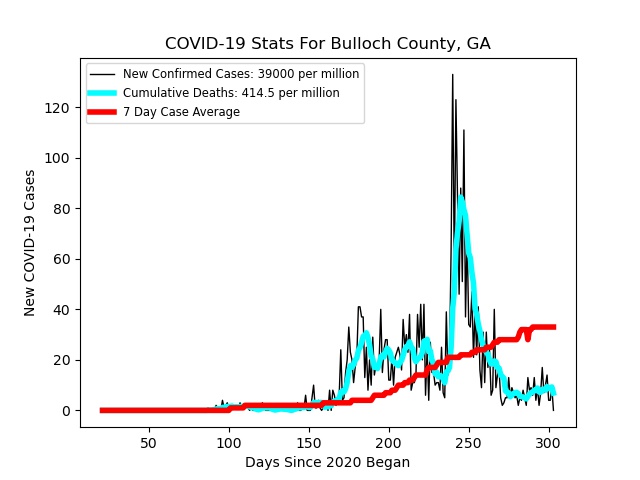 COVID-19 Stats For Bulloch County, GA
New Confirmed Cases: 39000 per million
Cumulative Deaths: 414.5 per million
7 Day Case Average
New COVID-19 Cases
120
100
80
60
40
20
0
50
100
150
200
250
300
Days Since 2020 Began